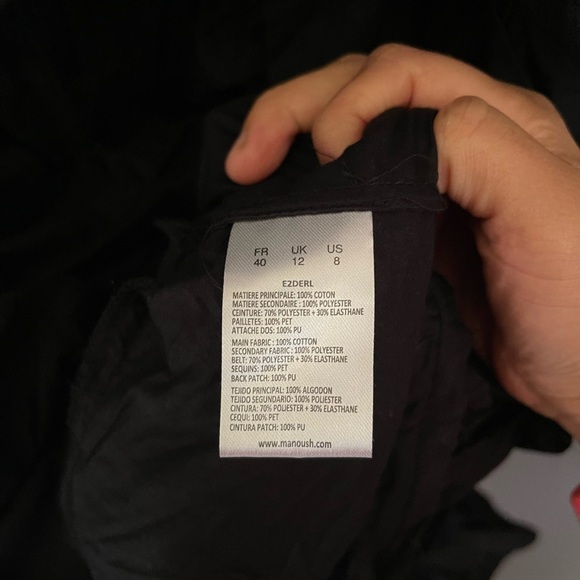 FR UK US
40 12 8
E2DERL
MATIERE PRINCIPALE: 100% COTON
MATIERE SECONDAIRE : 100% POLYESTER
CEINTURE: 70% POLYESTER + 30% ELASTHANE
PAILLETES: 100% PET
ATTACHE DOS: 100% PU
MAIN FABRIC : 100% COTTON
SECONDARY FABRIC : 100% POLYESTER
BELT: 70% POLYESTER + 30% ELASTHANE
SEQUINS: 100% PET
BACK PATCH: 100% PU
TEJIDO PRINCIPAL: 100% ALGODON
TEJIDO SEGUNDARIO: 100% POLIESTER
CINTURA: 70% POLIESTER + 30% ELASTHANE
CEQUI: 100% PET
CINTURA PATCH: 100% PU
www.manoush.com